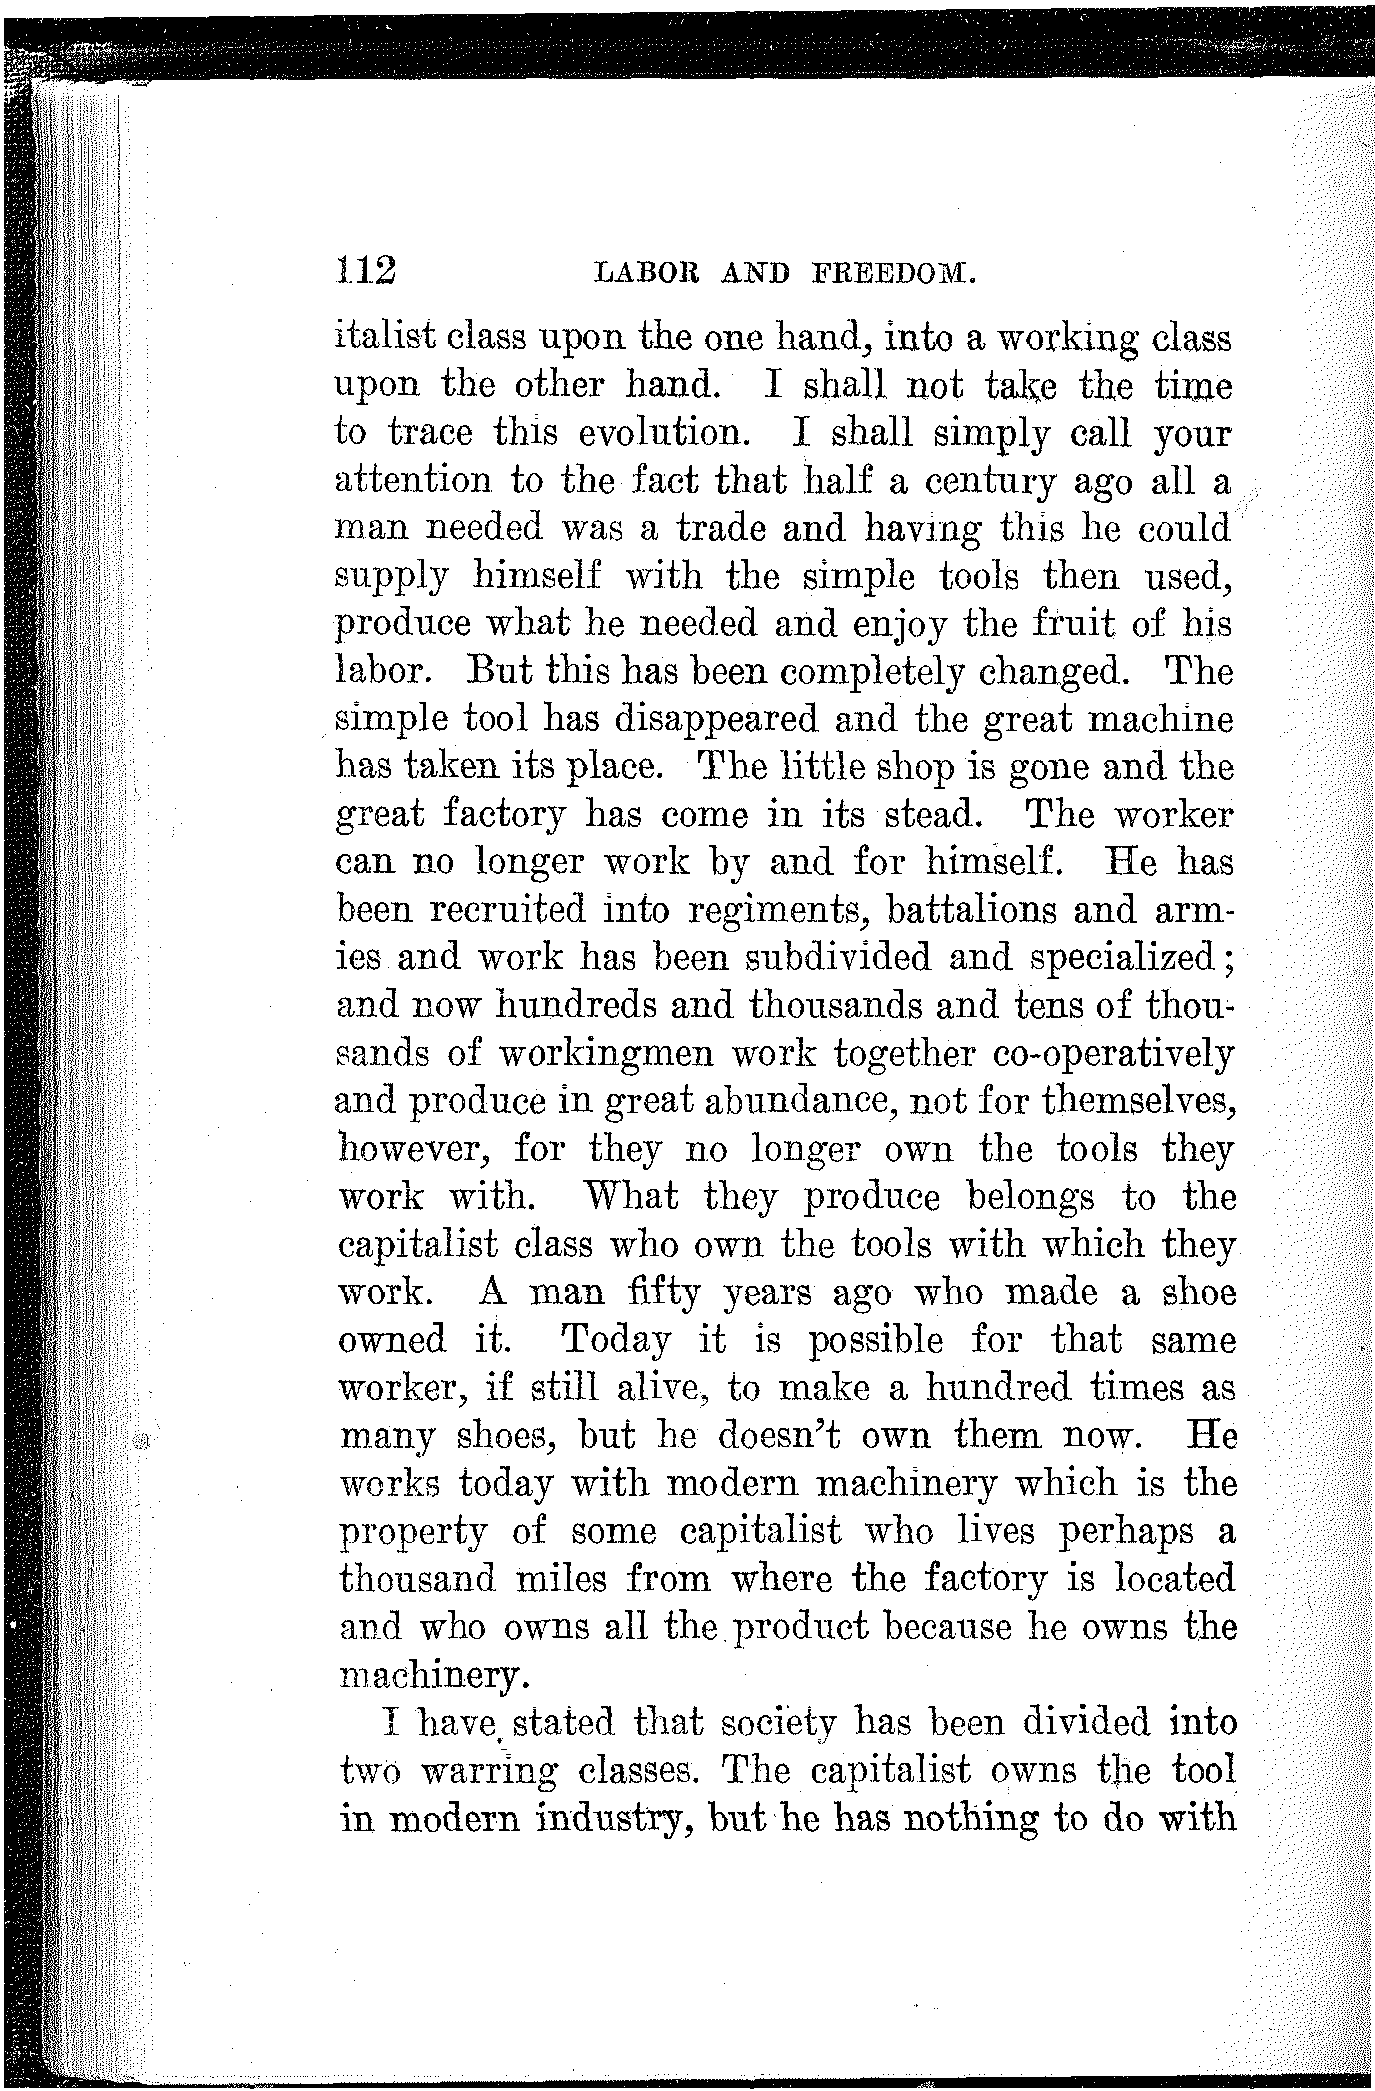 112 LABOR AND FREEDOM.
italist class upon the one hand, into a working class
upon the other hand. I shall not take the time
to trace this evolution. I shall simply call your
attention to the fact that half a century ago all a
man needed was a trade and having this he could
supply himself with the simple tools then used,
produce what he needed and enjoy the fruit of his
labor. But this has been completely changed. The
simple tool has disappeared and the great machine
has taken its place. The little shop is gone and the
great factory has come in its stead. The worker
can no longer work by and for himself. He has
been recruited into regiments, battalions and arm-
ies and work has been subdivided and specialized;
and now hundreds and thousands and tens of thou-
sands of workingmen work together co-operatively
and produce in great abundance, not for themselves,
however, for they no longer own the tools they
work with. What they produce belongs to the
capitalist class who own the tools with which they
work. A man fifty years ago who made a shoe
owned it. Today it is possible for that same
worker, if still alive, to make a hundred times as
many shoes, but he doesn't own them now. He
works today with modern machinery which is the
property of some capitalist who lives perhaps a
thousand miles from where the factory is located
and who owns all the product because he owns the
machinery.
I have stated that society has been divided into
two warring classes. The capitalist owns the tool
in modern industry, but he has nothing to do with